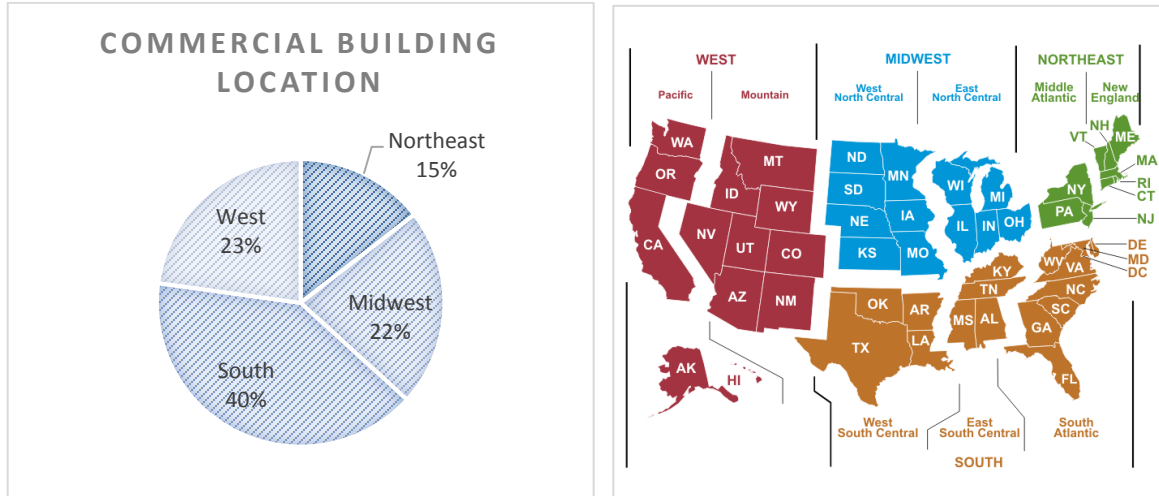 COMMERCIAL BUILDING
LOCATION
Northeast
15%
West
23%
Midwest
22%
South
40%
WEST
MIDWEST
NORTHEAST
Pacific
Mountain
West
North Central
East
North Central
Middle
Atlantic
New
England
WA
OR
CA
NV
ID
MT
WY
UT
CO
AZ
NM
AK
HI
ND
SD
NE
KS
MN
IA
MO
WI
IL
MI
IN
OH
VT
NH
ME
MA
RI
CT
NJ
NY
PA
DE
MD
DC
WV
VA
KY
TN
NC
SC
GA
FL
OK
AR
TX
LA
MS
AL
West
South Central
East
South Central
South
Atlantic
SOUTH